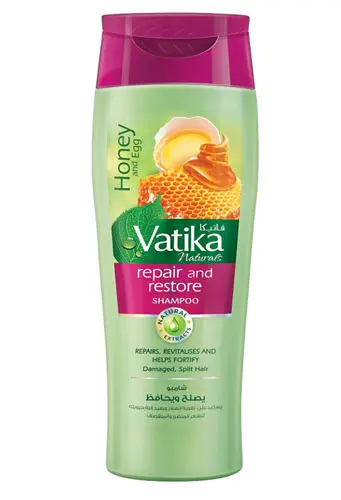 Honey
and Egg
فاتيكا
Vatika
Naturals
repair and
restore
SHAMPOO
NATURAL
EXTRACTS
REPAIRS, REVITALISES AND
HELPS FORTIFY
Damaged, Split Hair
شامبو
يصلح ويحافظ